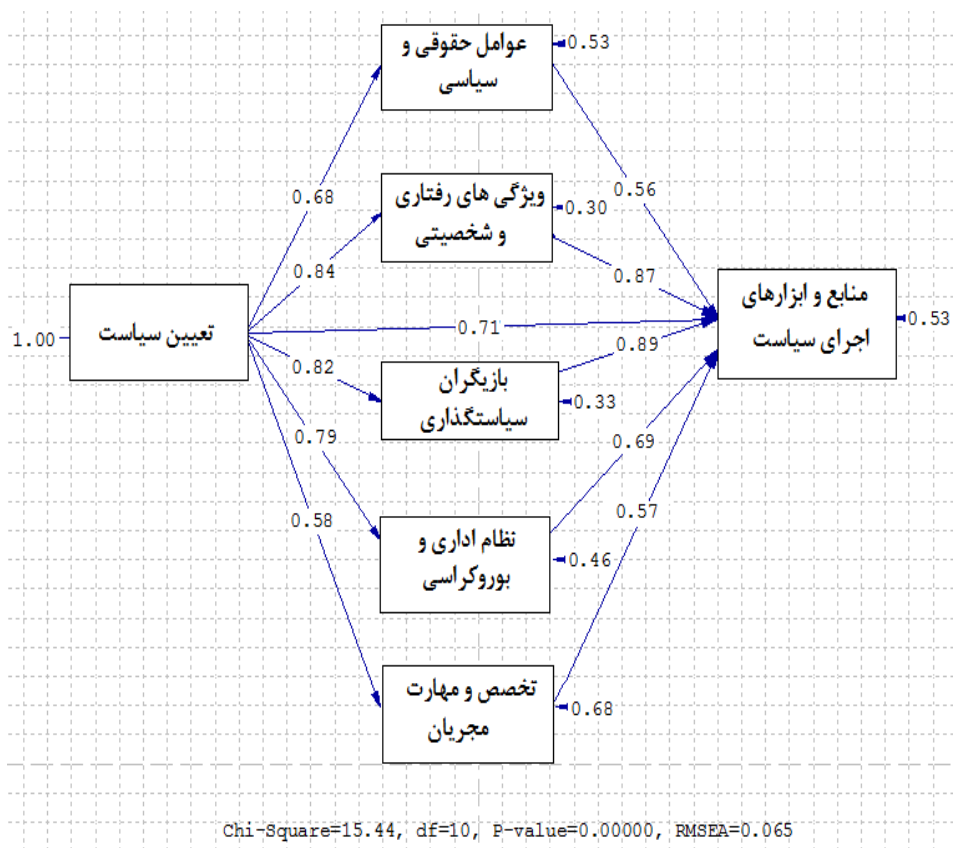 عوامل حقوقی و
سیاسی
0.53
0.68
0.56
ویژگی های رفتاری
و شخصیتی
0.30
0.84
0.87
منابع و ابزارهای
اجرای سیاست
0.53
تعیین سیاست
1.00
0.71
0.89
0.82
بازیگران
سیاستگذاری
0.33
0.79
0.69
0.58
0.57
نظام اداری و
بوروکراسی
0.46
تخصص و مهارت
مجریان
0.68
Chi-Square=15.44, df=10, P-value=0.00000, RMSEA=0.065